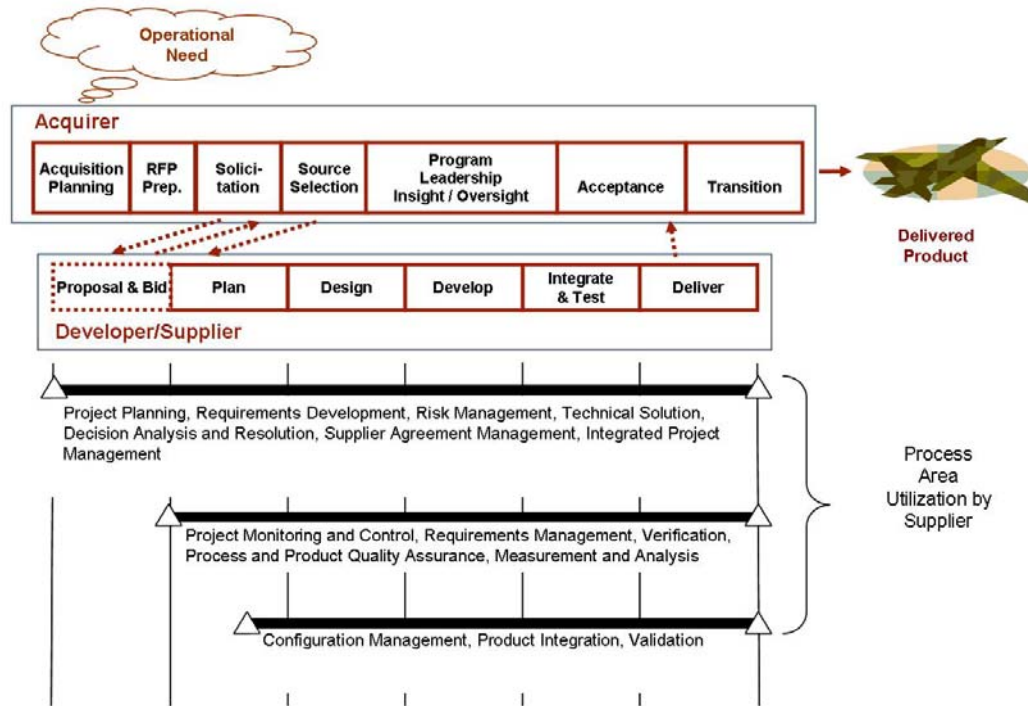 Operational
Need
Acquirer
Acquisition
Planning
RFP
Prep.
Solici-
tation
Source
Selection
Program
Leadership
Insight / Oversight
Acceptance
Transition
Delivered
Product
Proposal & Bid
Plan
Design
Develop
Integrate
& Test
Deliver
Developer/Supplier
Project Planning, Requirements Development, Risk Management, Technical Solution,
Decision Analysis and Resolution, Supplier Agreement Management, Integrated Project
Management
Process
Area
Utilization by
Supplier
Project Monitoring and Control, Requirements Management, Verification,
Process and Product Quality Assurance, Measurement and Analysis
Configuration Management, Product Integration, Validation